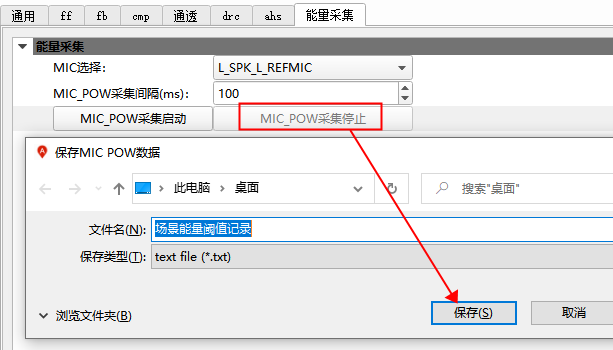 通用 ff fb cmp 通透 drc ahs 能量采集
能量采集
MIC选择: L_SPK_L_REFMIC
MIC_POW采集间隔(ms): 100
MIC_POW采集启动 MIC_POW采集停止
保存MIC POW数据
此电脑 › 桌面 搜索"桌面"
文件名(N): 场景能量阈值记录
保存类型(T): text file (*.txt)
浏览文件夹(B) 保存(S) 取消